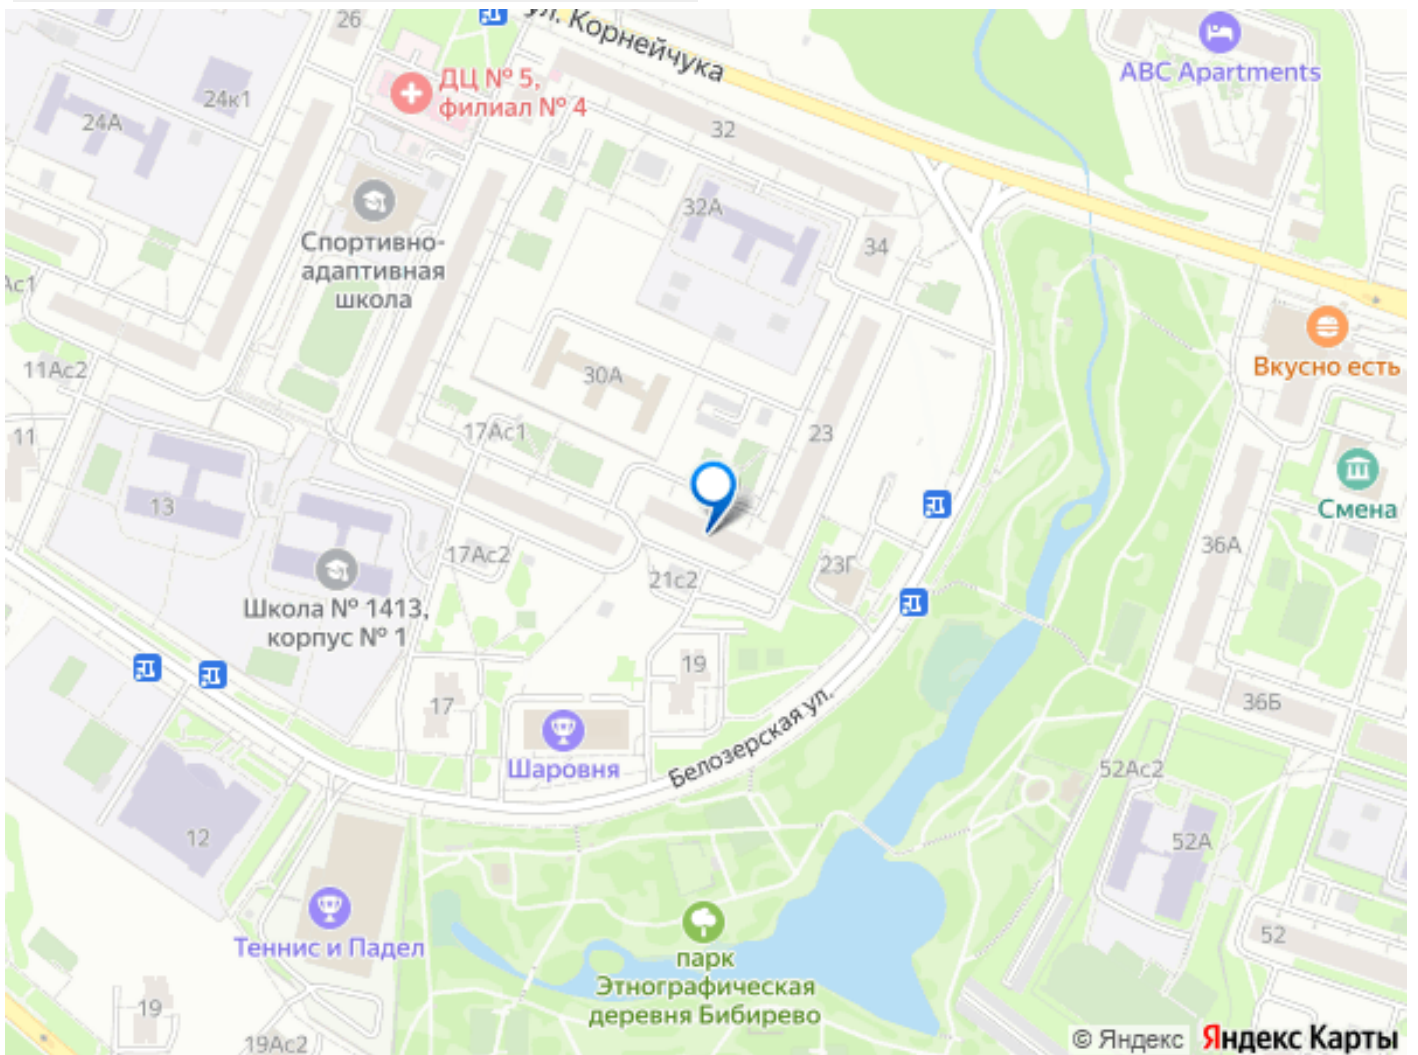 26
ул. Корнейчука
ABC Apartments
ДЦ № 5,
филиал № 4
24к1
24А
32
32А
Спортивно-
адаптивная
школа
34
Ас1
Вкусно есть
11Ас2
30А
11
17Ас1
23
Смена
13
36А
17Ас2
21с2
23Г
Школа № 1413,
корпус № 1
19
17
36Б
Белозерская ул.
Шаровня
52Ас2
12
52А
Теннис и Падел
52
парк
Этнографическая
деревня Бибирево
19
19Ас2
© Яндекс Яндекс Карты